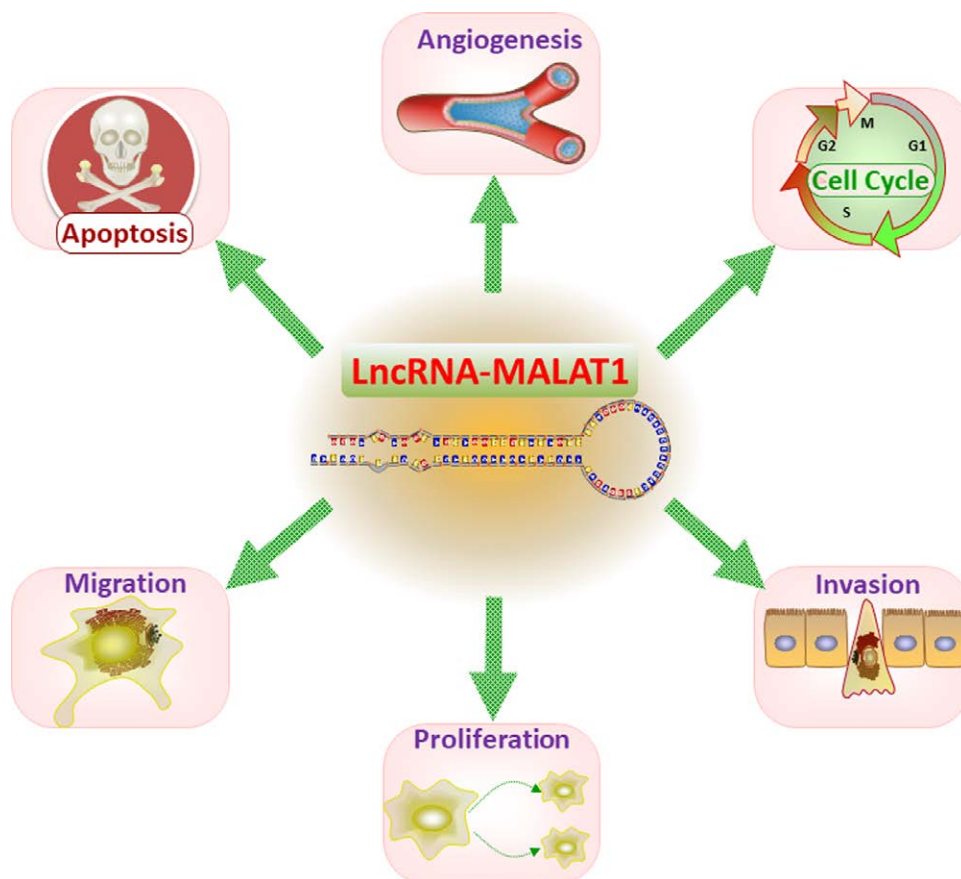 Angiogenesis
Apoptosis
M
G2
G1
Cell Cycle
S
LncRNA-MALAT1
Migration
Invasion
Proliferation